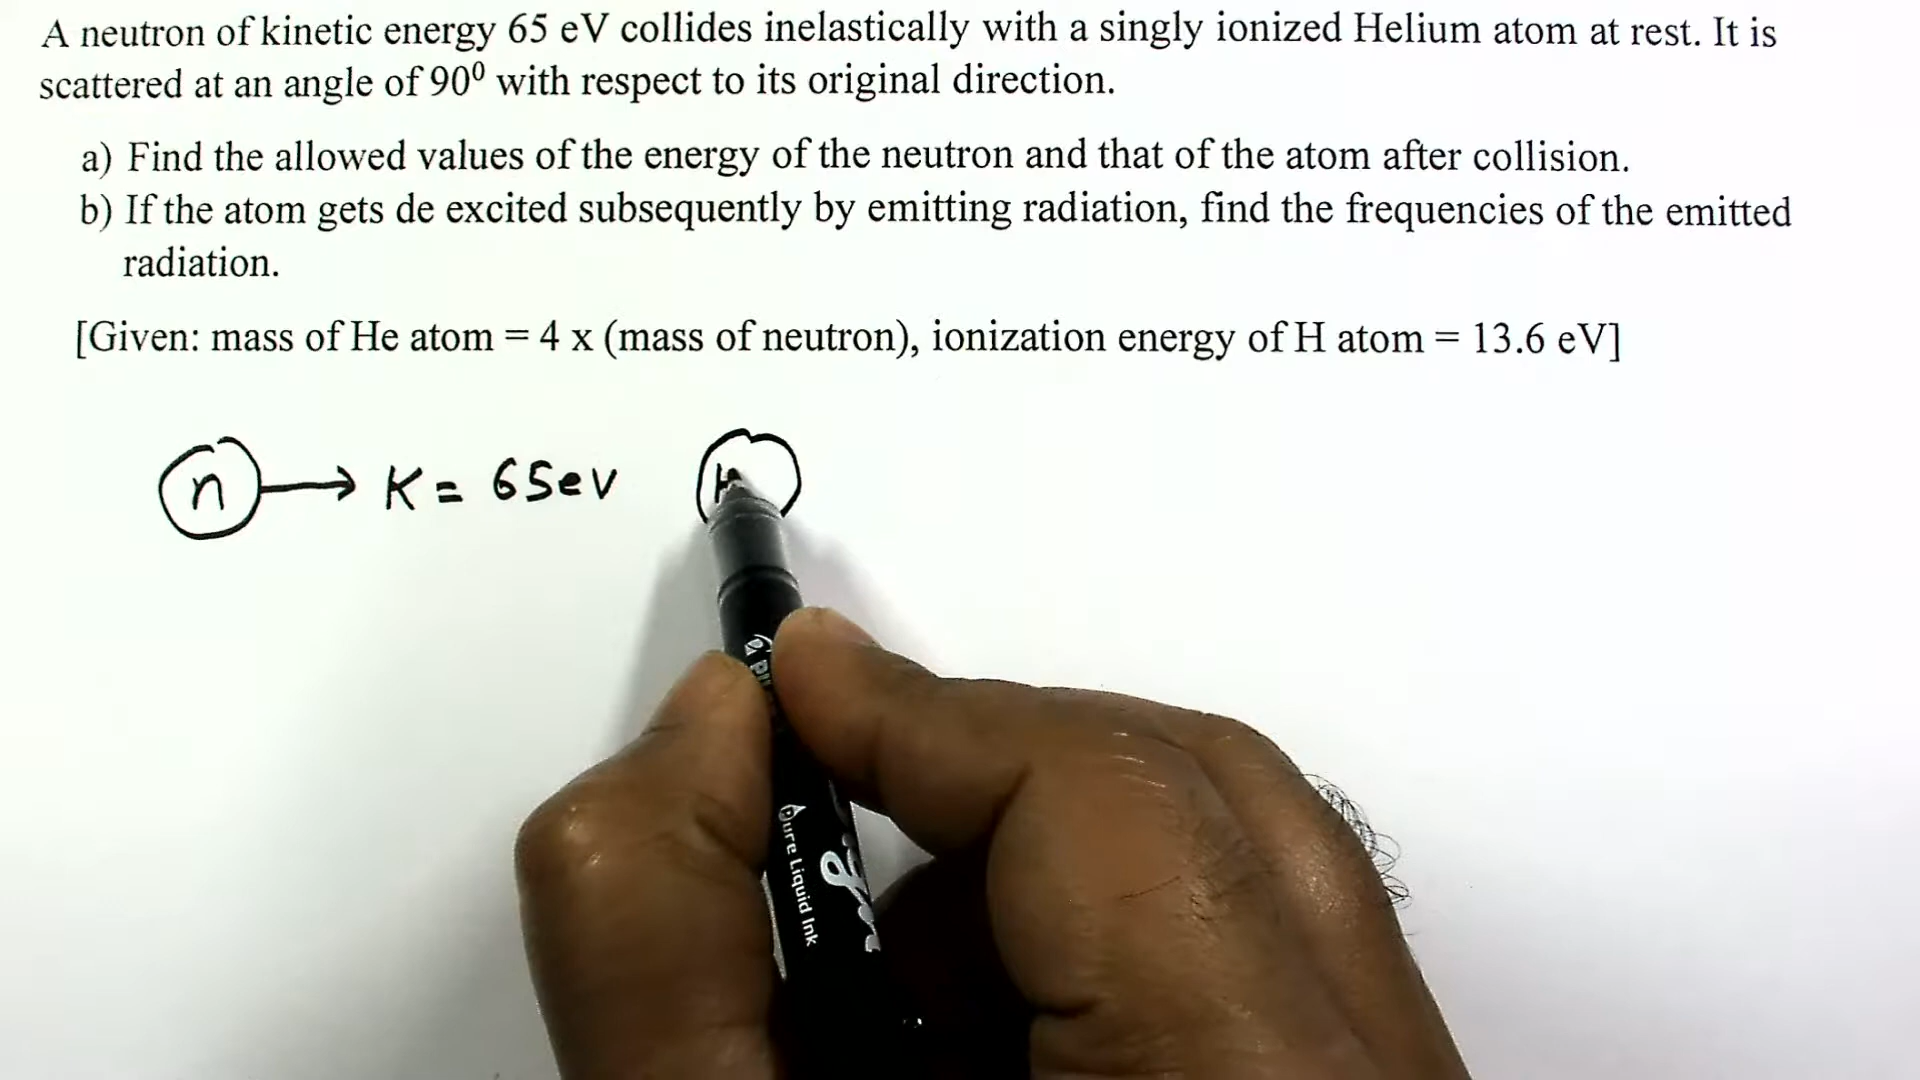 A neutron of kinetic energy 65 eV collides inelastically with a singly ionized Helium atom at rest. It is
scattered at an angle of 90⁰ with respect to its original direction.
a) Find the allowed values of the energy of the neutron and that of the atom after collision.
b) If the atom gets de excited subsequently by emitting radiation, find the frequencies of the emitted
radiation.
[Given: mass of He atom = 4 x (mass of neutron), ionization energy of H atom = 13.6 eV]
n → K = 65eV H
Pure Liquid Ink